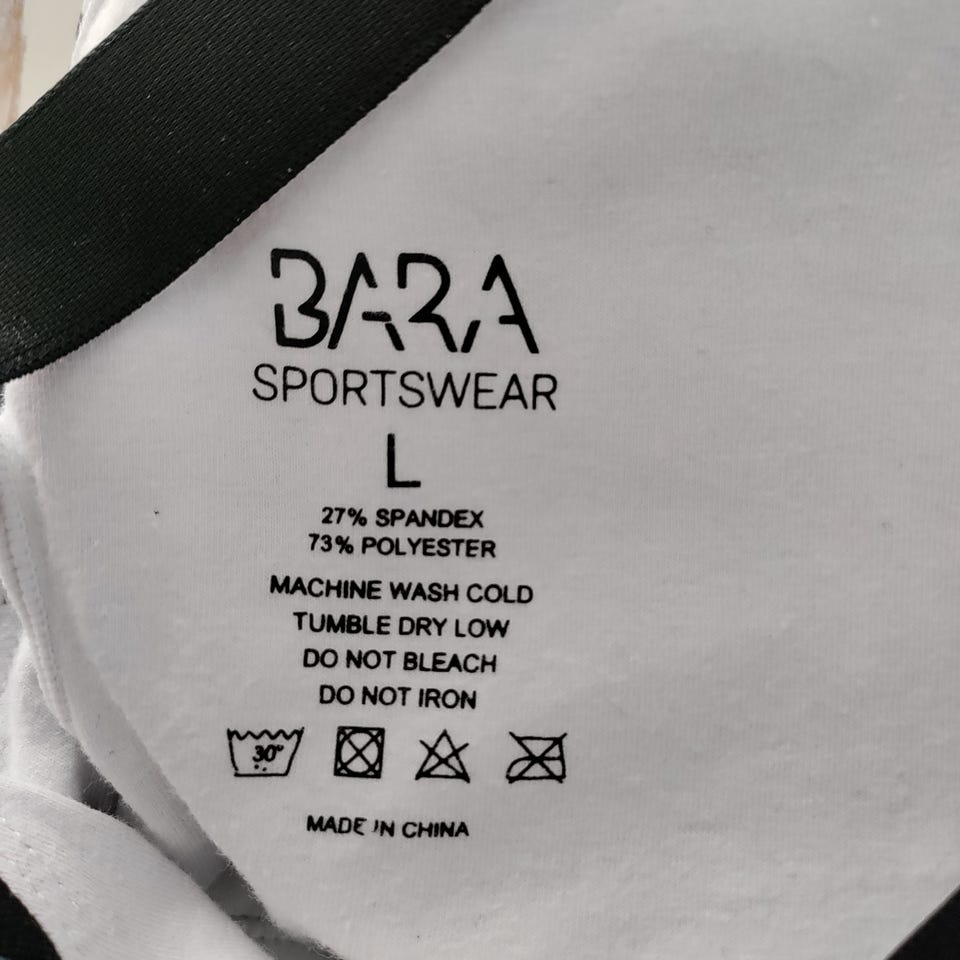 BARA
SPORTSWEAR
L
27% SPANDEX
73% POLYESTER
MACHINE WASH COLD
TUMBLE DRY LOW
DO NOT BLEACH
DO NOT IRON
30°
MADE IN CHINA